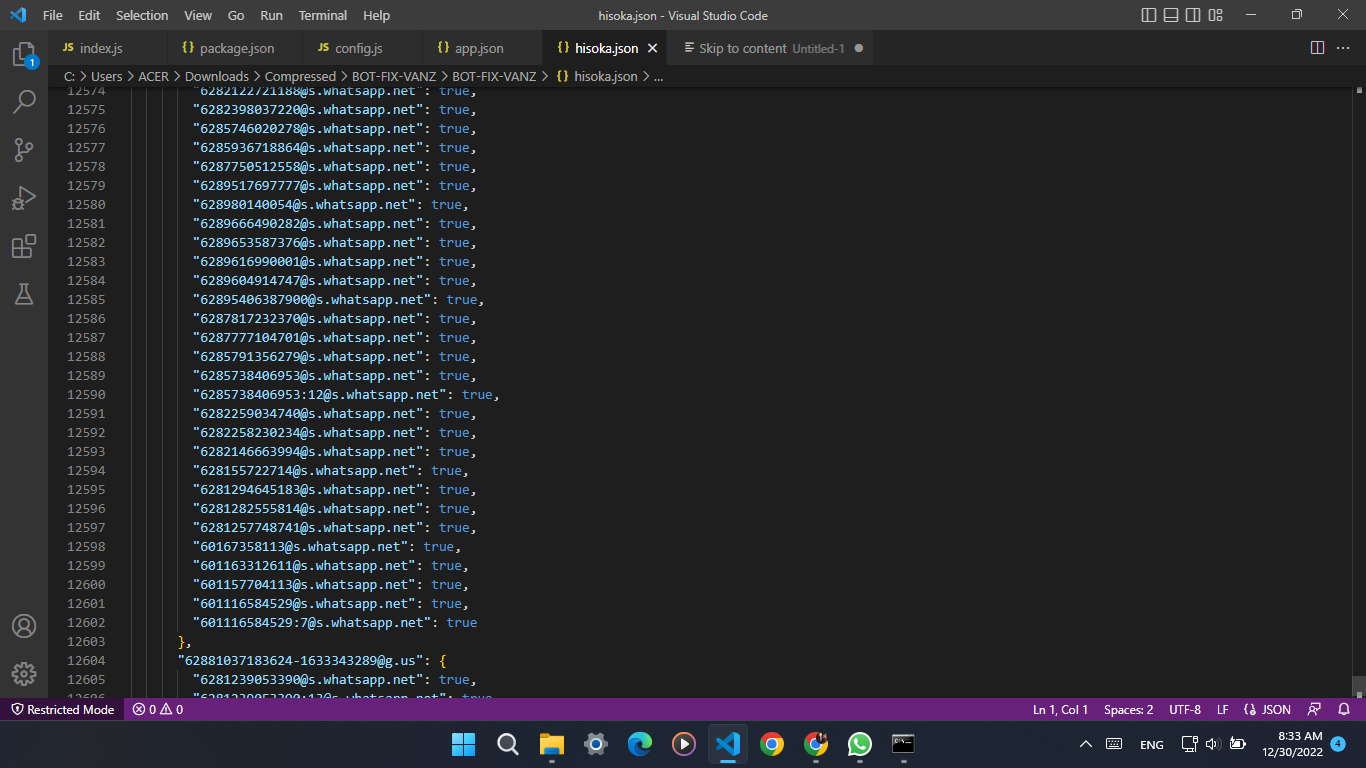 File Edit Selection View Go Run Terminal Help hisoka.json - Visual Studio Code
JS index.js {} package.json JS config.js {} app.json {} hisoka.json Skip to content Untitled-1
C: > Users > ACER > Downloads > Compressed > BOT-FIX-VANZ > BOT-FIX-VANZ > {} hisoka.json > ...
1
12574 "6282122721188@s.whatsapp.net": true,
12575 "6282398037220@s.whatsapp.net": true,
12576 "6285746020278@s.whatsapp.net": true,
12577 "6285936718864@s.whatsapp.net": true,
12578 "6287750512558@s.whatsapp.net": true,
12579 "6289517697777@s.whatsapp.net": true,
12580 "628980140054@s.whatsapp.net": true,
12581 "6289666490282@s.whatsapp.net": true,
12582 "6289653587376@s.whatsapp.net": true,
12583 "6289616990001@s.whatsapp.net": true,
12584 "6289604914747@s.whatsapp.net": true,
12585 "62895406387900@s.whatsapp.net": true,
12586 "6287817232370@s.whatsapp.net": true,
12587 "6287777104701@s.whatsapp.net": true,
12588 "6285791356279@s.whatsapp.net": true,
12589 "6285738406953@s.whatsapp.net": true,
12590 "6285738406953:12@s.whatsapp.net": true,
12591 "6282259034740@s.whatsapp.net": true,
12592 "6282258230234@s.whatsapp.net": true,
12593 "6282146663994@s.whatsapp.net": true,
12594 "628155722714@s.whatsapp.net": true,
12595 "6281294645183@s.whatsapp.net": true,
12596 "6281282555814@s.whatsapp.net": true,
12597 "6281257748741@s.whatsapp.net": true,
12598 "60167358113@s.whatsapp.net": true,
12599 "601163312611@s.whatsapp.net": true,
12600 "601157704113@s.whatsapp.net": true,
12601 "601116584529@s.whatsapp.net": true,
12602 "601116584529:7@s.whatsapp.net": true
12603 },
12604 "62881037183624-1633343289@g.us": {
12605 "6281239053390@s.whatsapp.net": true,
Restricted Mode 0 0 Ln 1, Col 1 Spaces: 2 UTF-8 LF {} JSON
ENG 8:33 AM
12/30/2022 4